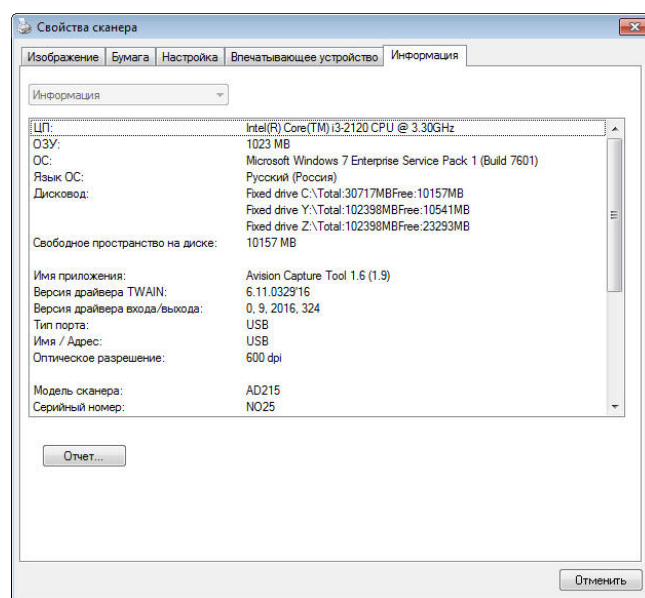 Свойства сканера
Изображение Бумага Настройка Впечатывающее устройство Информация
Информация
ЦП: Intel(R) Core(TM) i3-2120 CPU @ 3.30GHz
ОЗУ: 1023 MB
ОС: Microsoft Windows 7 Enterprise Service Pack 1 (Build 7601)
Язык ОС: Русский (Россия)
Дисковод: Fixed drive C:\Total:30717MBFree:10157MB
Fixed drive Y:\Total:102398MBFree:10541MB
Fixed drive Z:\Total:102398MBFree:23293MB
Свободное пространство на диске: 10157 MB
Имя приложения: Avision Capture Tool 1.6 (1.9)
Версия драйвера TWAIN: 6.11.0329'16
Версия драйвера входа/выхода: 0, 9, 2016, 324
Тип порта: USB
Имя / Адрес: USB
Оптическое разрешение: 600 dpi
Модель сканера: AD215
Серийный номер: NO25
Отчет...
Отменить